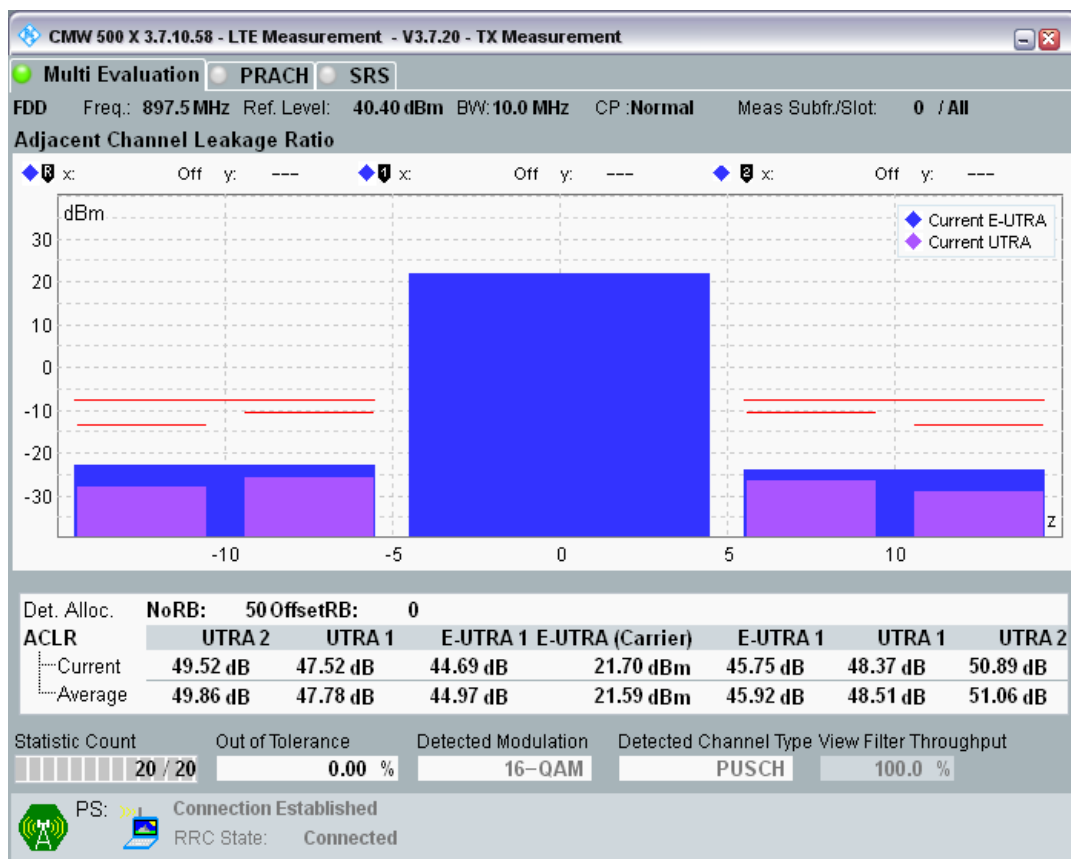 CMW 500 X 3.7.10.58 - LTE Measurement - V3.7.20 - TX Measurement
Multi Evaluation PRACH SRS
FDD Freq.: 897.5 MHz Ref. Level: 40.40 dBm BW: 10.0 MHz CP :Normal Meas Subfr./Slot: 0 / All
Adjacent Channel Leakage Ratio
R x: Off y: --- 1 x: Off y: --- 2 x: Off y: ---
dBm
Current E-UTRA
Current UTRA
30
20
10
0
-10
-20
-30
z
-10 -5 0 5 10
Det. Alloc. NoRB: 50 OffsetRB: 0
ACLR UTRA 2 UTRA 1 E-UTRA 1 E-UTRA (Carrier) E-UTRA 1 UTRA 1 UTRA 2
Current 49.52 dB 47.52 dB 44.69 dB 21.70 dBm 45.75 dB 48.37 dB 50.89 dB
Average 49.86 dB 47.78 dB 44.97 dB 21.59 dBm 45.92 dB 48.51 dB 51.06 dB
Statistic Count Out of Tolerance Detected Modulation Detected Channel Type View Filter Throughput
20 / 20 0.00 % 16-QAM PUSCH 100.0 %
PS: Connection Established
RRC State: Connected